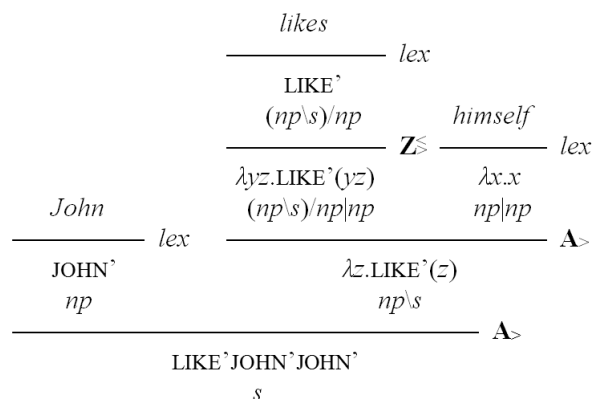 likes
lex
LIKE’
(np\s)/np
himself
Z≶
lex
λyz.LIKE’(yz)
λx.x
John
(np\s)/np|np
np|np
lex
A>
JOHN’
λz.LIKE’(z)
np
np\s
A>
LIKE’JOHN’JOHN’
s